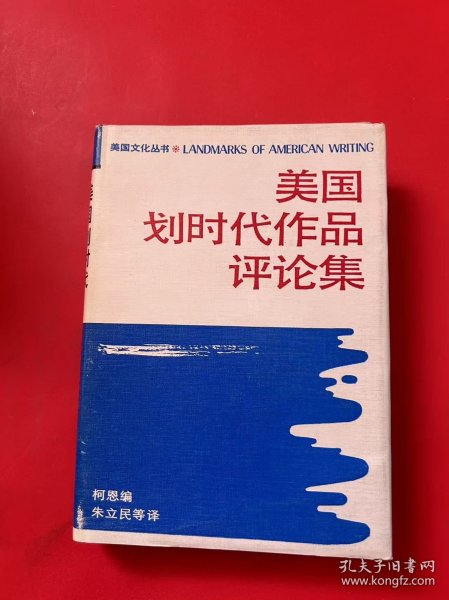 美国文化丛书 ※ LANDMARKS OF AMERICAN WRITING
美国
划时代作品
评论集
柯恩编
朱立民等译
孔夫子旧书网
www.kongfz.com